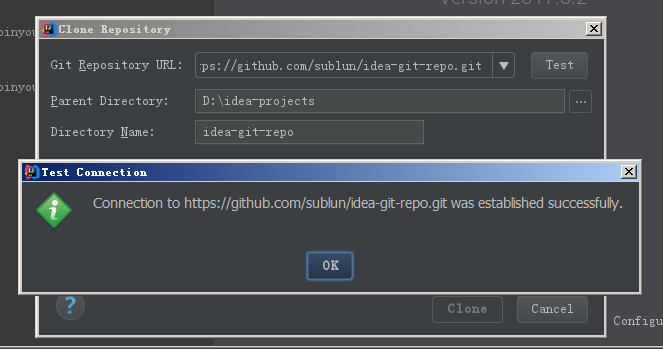 Version 2017.3.2
Clone Repository
Git Repository URL: ps://github.com/sublun/idea-git-repo.git Test
Parent Directory: D:\idea-projects ...
Directory Name: idea-git-repo
Test Connection
Connection to https://github.com/sublun/idea-git-repo.git was established successfully.
OK
? Clone Cancel
Configu